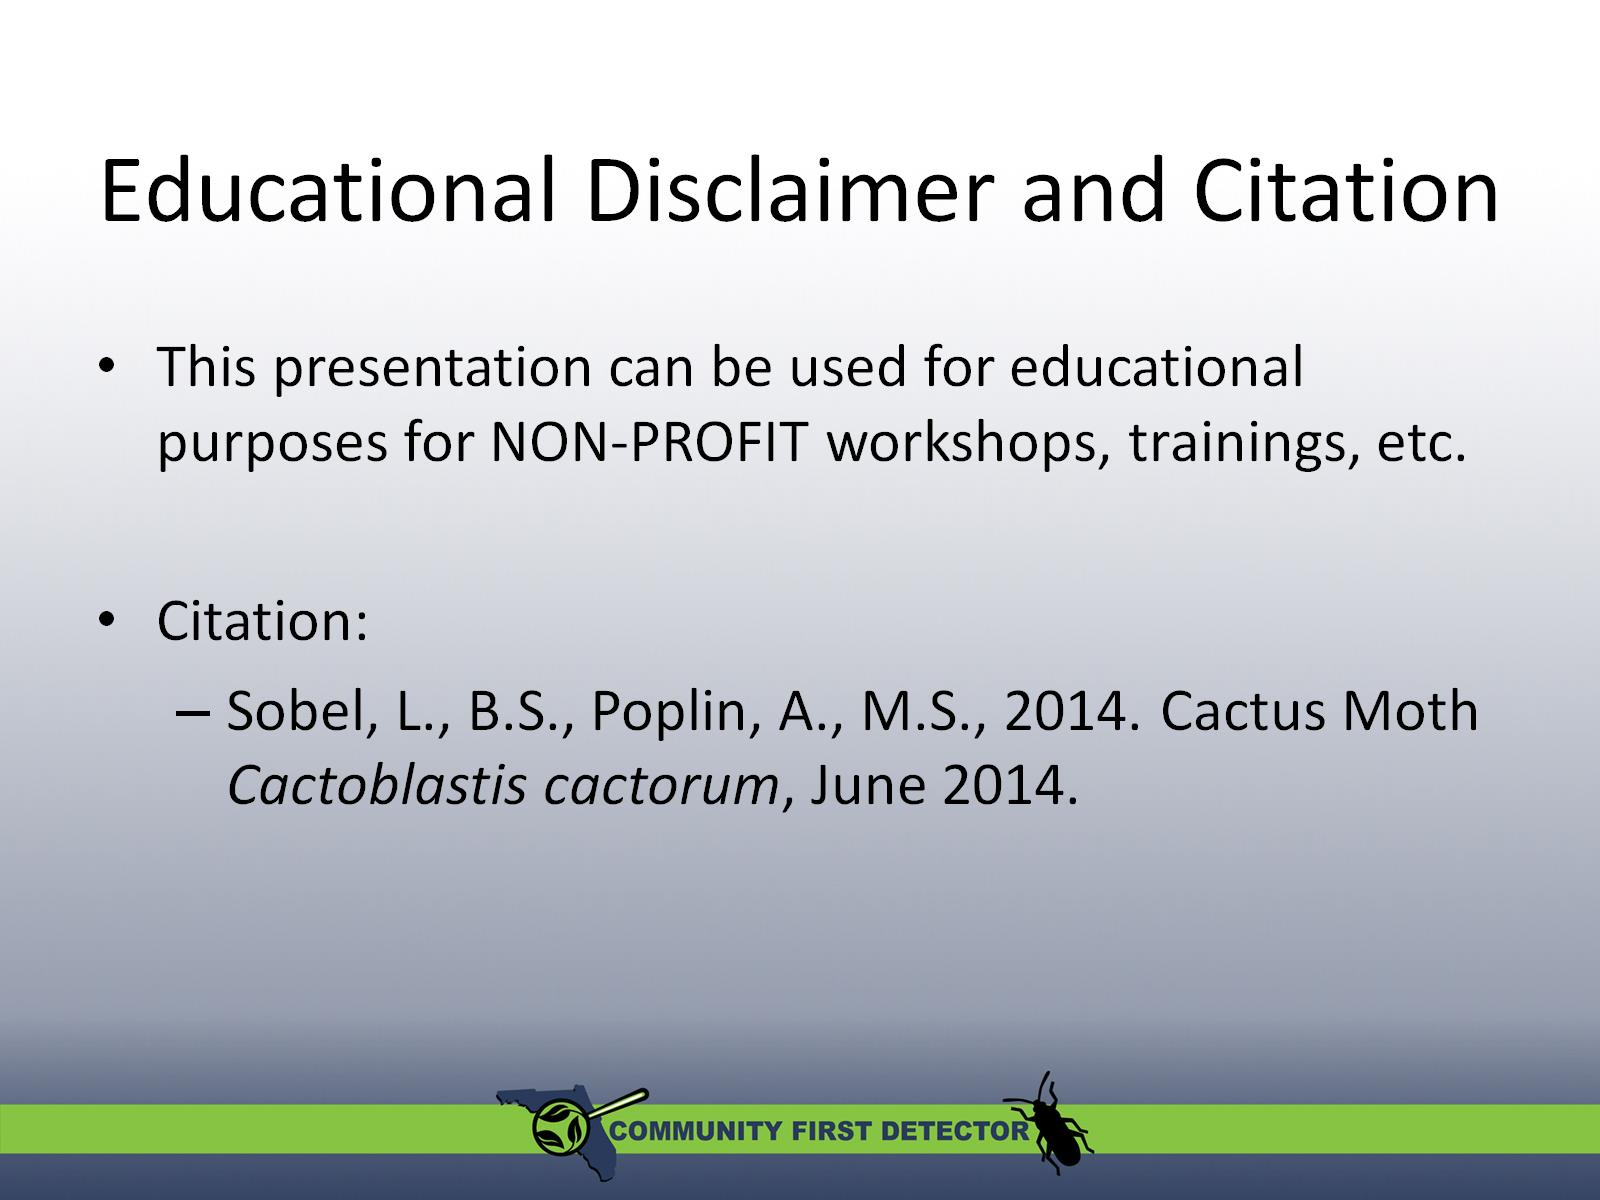 Educational Disclaimer and Citation
• This presentation can be used for educational
purposes for NON-PROFIT workshops, trainings, etc.
• Citation:
– Sobel, L., B.S., Poplin, A., M.S., 2014. Cactus Moth
Cactoblastis cactorum, June 2014.
COMMUNITY FIRST DETECTOR